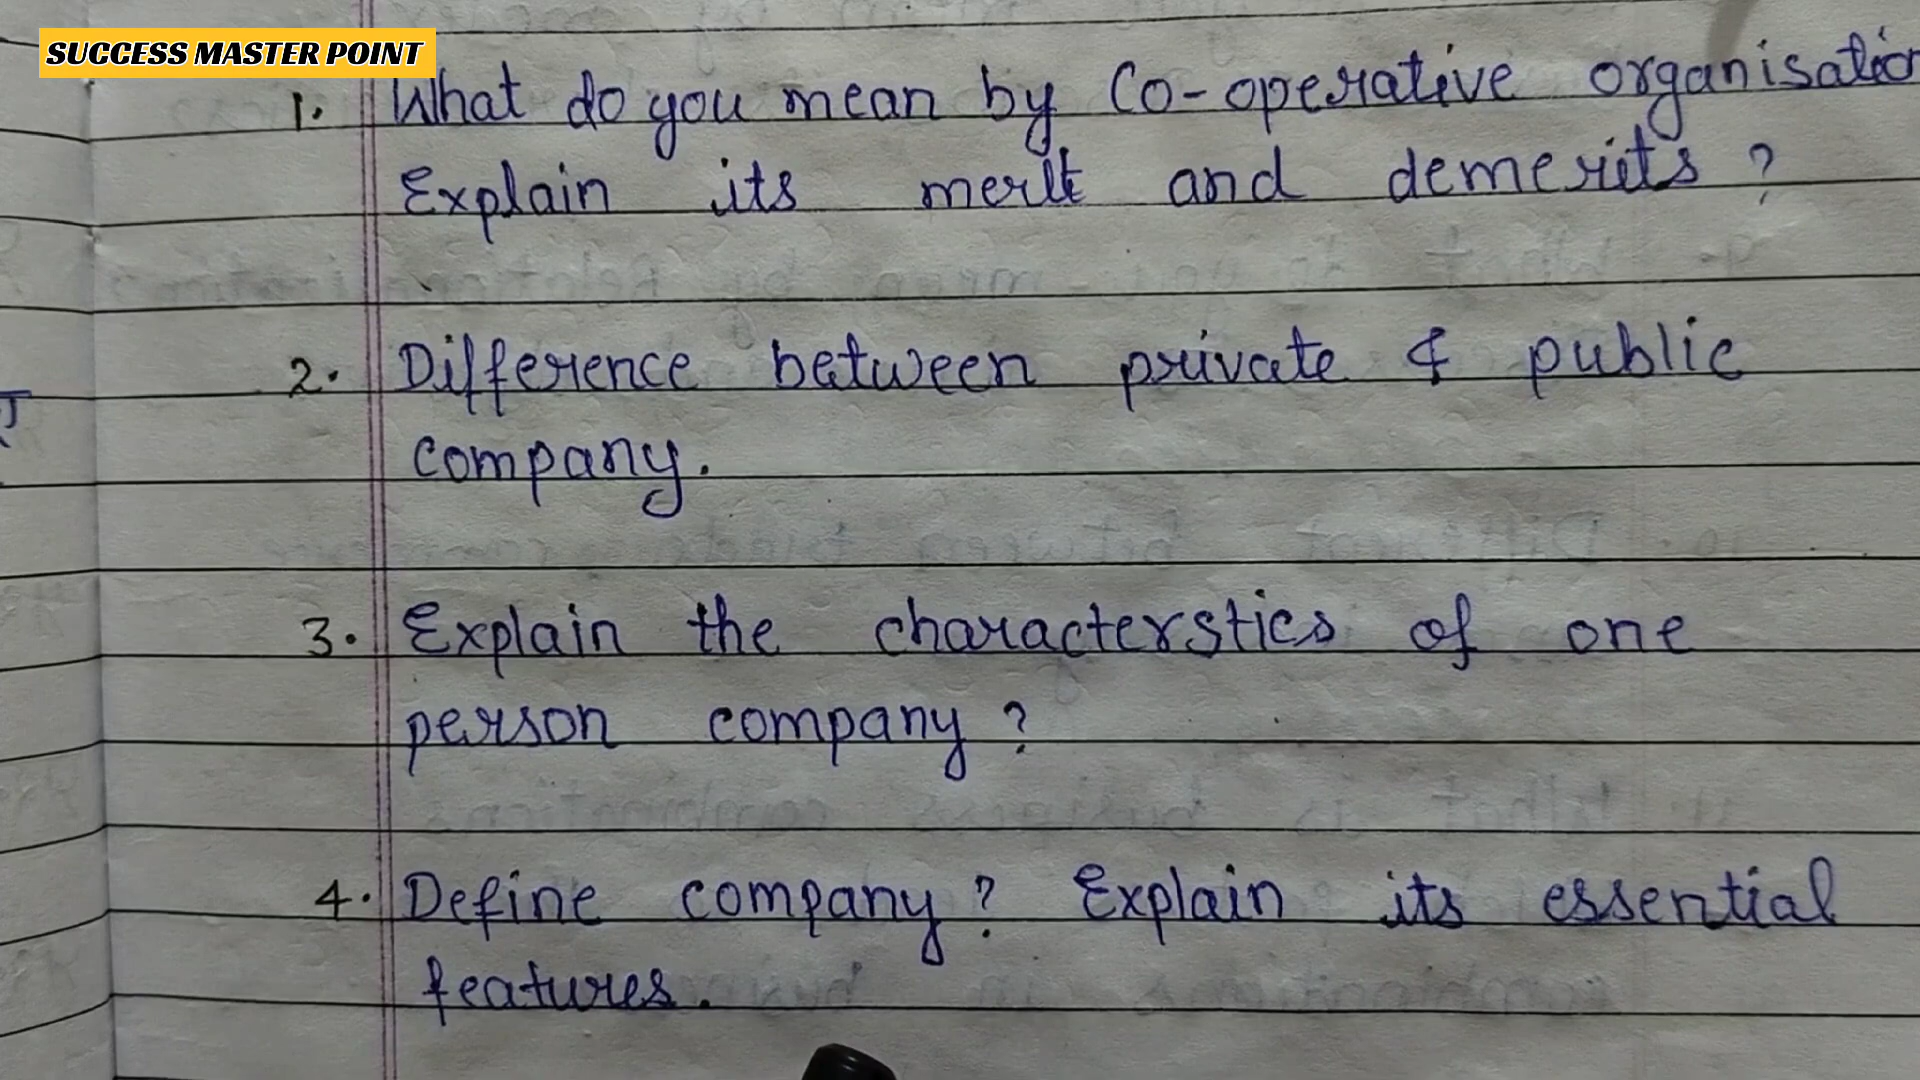 SUCCESS MASTER POINT
1. What do you mean by Co-operative organisation
Explain its merit and demerits ?
2. Difference between private & public
company.
3. Explain the characterstics of one
person company ?
4. Define company ? Explain its essential
features.